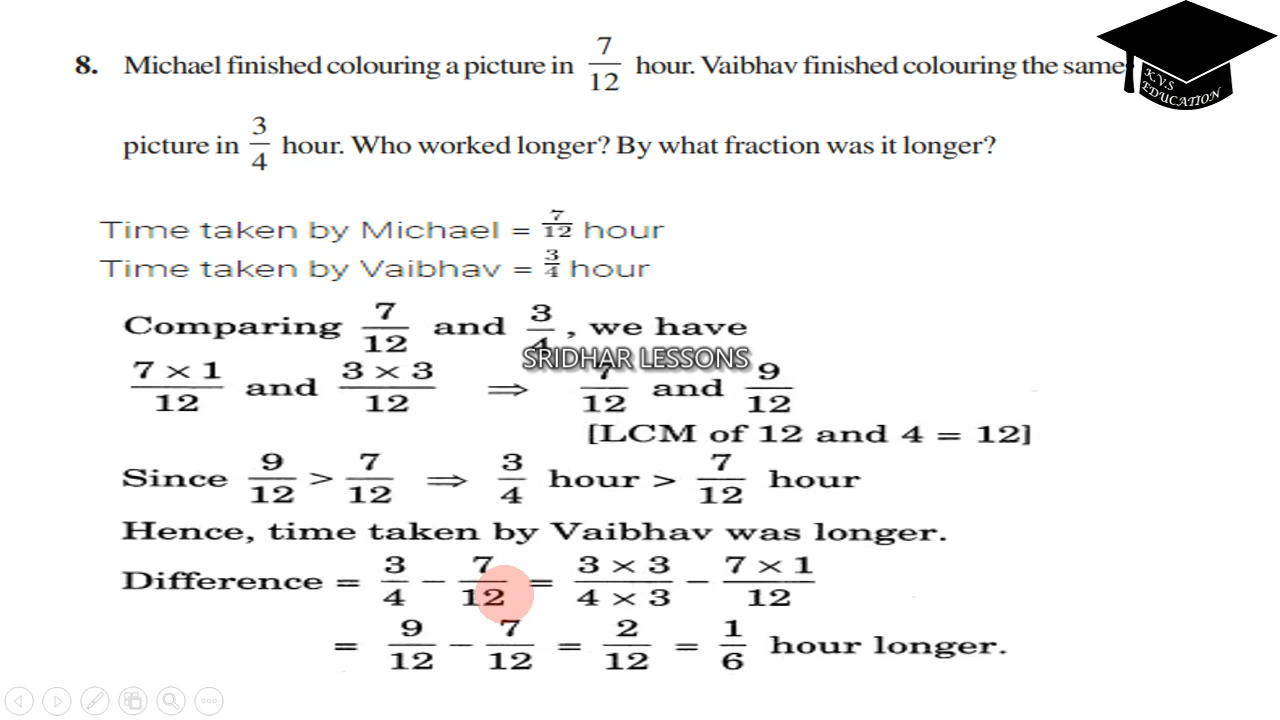 8. Michael finished colouring a picture in 7/12 hour. Vaibhav finished colouring the same
picture in 3/4 hour. Who worked longer? By what fraction was it longer?
K.V.S
EDUCATION
Time taken by Michael = 7/12 hour
Time taken by Vaibhav = 3/4 hour
Comparing 7/12 and 3/4, we have
SRIDHAR LESSONS
7 × 1/12 and 3 × 3/12 ⇒ 7/12 and 9/12
[LCM of 12 and 4 = 12]
Since 9/12 > 7/12 ⇒ 3/4 hour > 7/12 hour
Hence, time taken by Vaibhav was longer.
Difference = 3/4 − 7/12 = 3 × 3/4 × 3 − 7 × 1/12
= 9/12 − 7/12 = 2/12 = 1/6 hour longer.